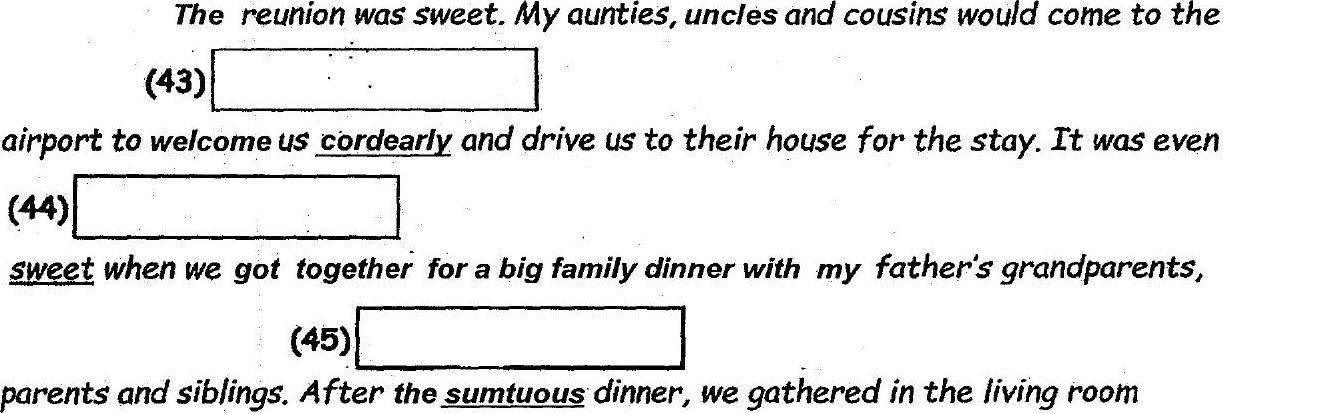 The reunion was sweet. My aunties, uncles and cousins would come to the
(43)
airport to welcome us cordearly and drive us to their house for the stay. It was even
(44)
sweet when we got together for a big family dinner with my father's grandparents,
(45)
parents and siblings. After the sumtuous dinner, we gathered in the living room